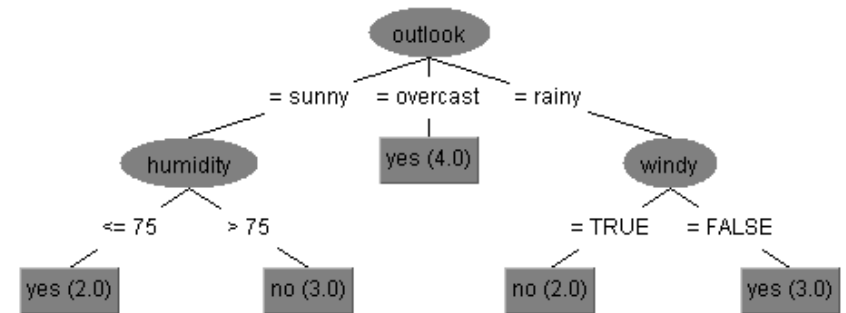 outlook
= sunny = overcast = rainy
humidity yes (4.0) windy
<= 75 > 75 = TRUE = FALSE
yes (2.0) no (3.0) no (2.0) yes (3.0)